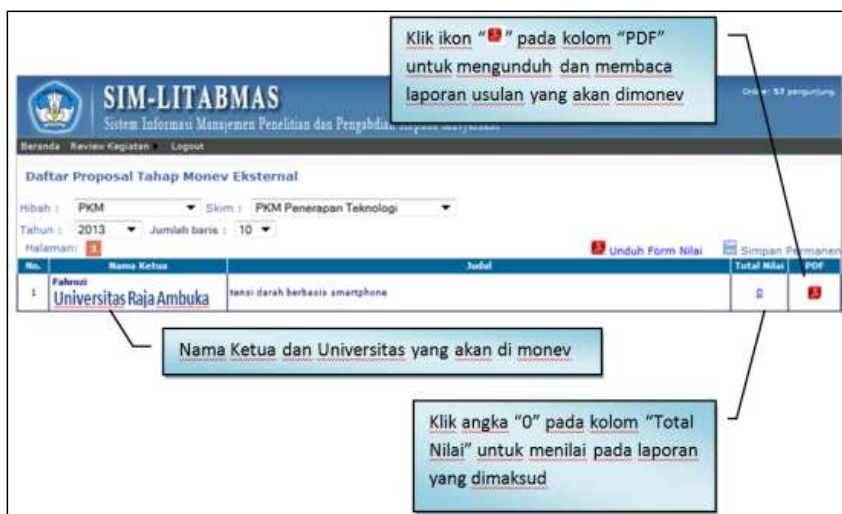 Klik ikon “ ” pada kolom “PDF”
untuk mengunduh dan membaca
laporan usulan yang akan dimonev
SIM-LITABMAS
Sistem Informasi Manajemen Penelitian dan Pengabdian
Online: 57 pengunjung
Beranda Review Kegiatan Logout
Daftar Proposal Tahap Monev Eksternal
Hibah : PKM Skim : PKM Penerapan Teknologi
Tahun : 2013 Jumlah baris : 10
Halaman: 1 Unduh Form Nilai Simpan Permanen
No. Nama Ketua Judul Total Nilai PDF
1 Fahrozi tensi darah berbasis smartphone 0
Universitas Raja Ambuka
Nama Ketua dan Universitas yang akan di monev
Klik angka “0” pada kolom “Total
Nilai” untuk menilai pada laporan
yang dimaksud